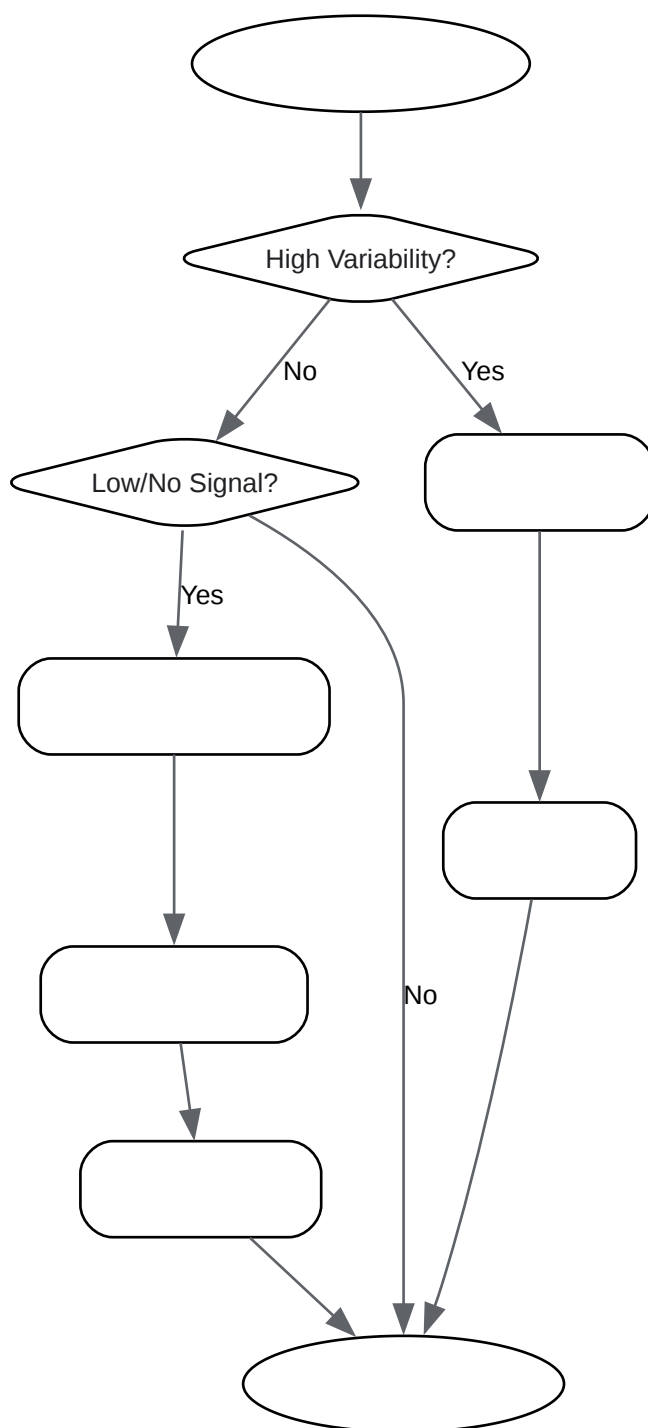 High Variability?
No
Yes
Low/No Signal?
Yes
No